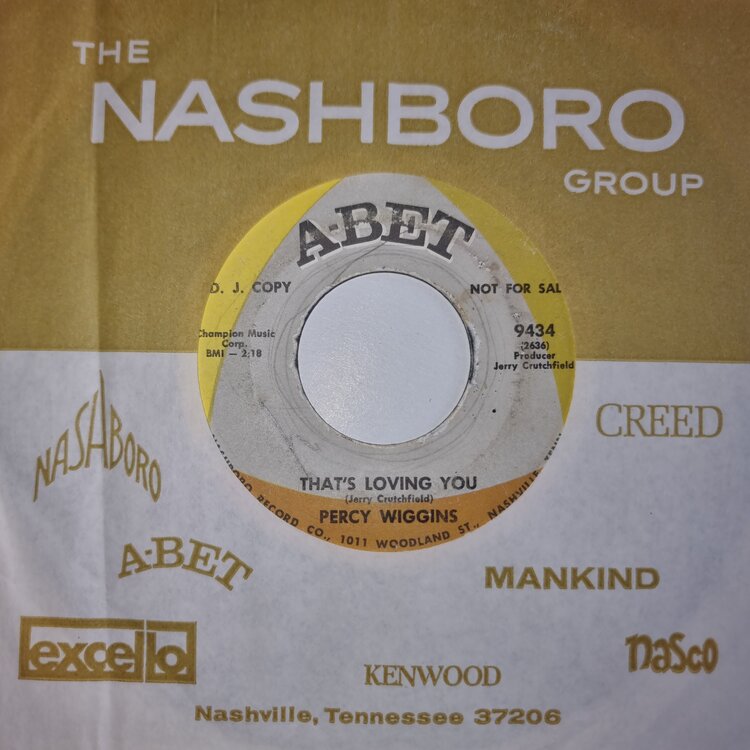 THE
NASHBORO
GROUP
A-BET
D. J. COPY
NOT FOR SAL
Champion Music
Corp.
BMI — 2:18
9434
(2636)
Producer
Jerry Crutchfield
THAT'S LOVING YOU
(Jerry Crutchfield)
PERCY WIGGINS
RECORD CO., 1011 WOODLAND ST., NASHVILLE
NASHBORO
CREED
A-BET
MANKIND
excello
KENWOOD
nasco
Nashville, Tennessee 37206